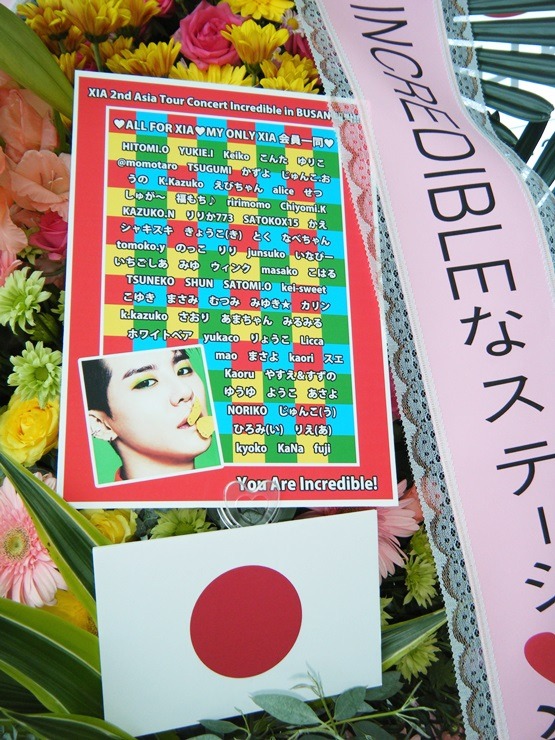 XIA 2nd Asia Tour Concert Incredible in BUSAN
♥ALL FOR XIA♥MY ONLY XIA 会員一同♥
HITOMI.O YUKIE.I Keiko こんた ゆりこ
@momotaro TSUGUMI かずよ じゅんこ.お
うの K.Kazuko えびちゃん alice せつ
しゅが〜 福もち♪ ririmomo Chiyomi.K
KAZUKO.N りりか773 SATOKOX15 かえ
シャキスキ きょうこ(き) とく なべちゃん
tomoko.y のっこ りり junsuko いなぴー
いちごしあ みゆ ウィンク masako こはる
TSUNEKO SHUN SATOMI.O kei-sweet
こゆき まさみ むつみ みゆき☆ カリン
k.kazuko さおり あまちゃん みるみる
ホワイトベア yukaco りょうこ Licca
mao まさよ kaori スエ
Kaoru やすえ&すずの
ゆうゆ ようこ あさよ
NORIKO じゅんこ(う)
ひろみ(い) りえ(あ)
kyoko KaNa fuji
You Are Incredible!
INCREDIBLEなステージ♥